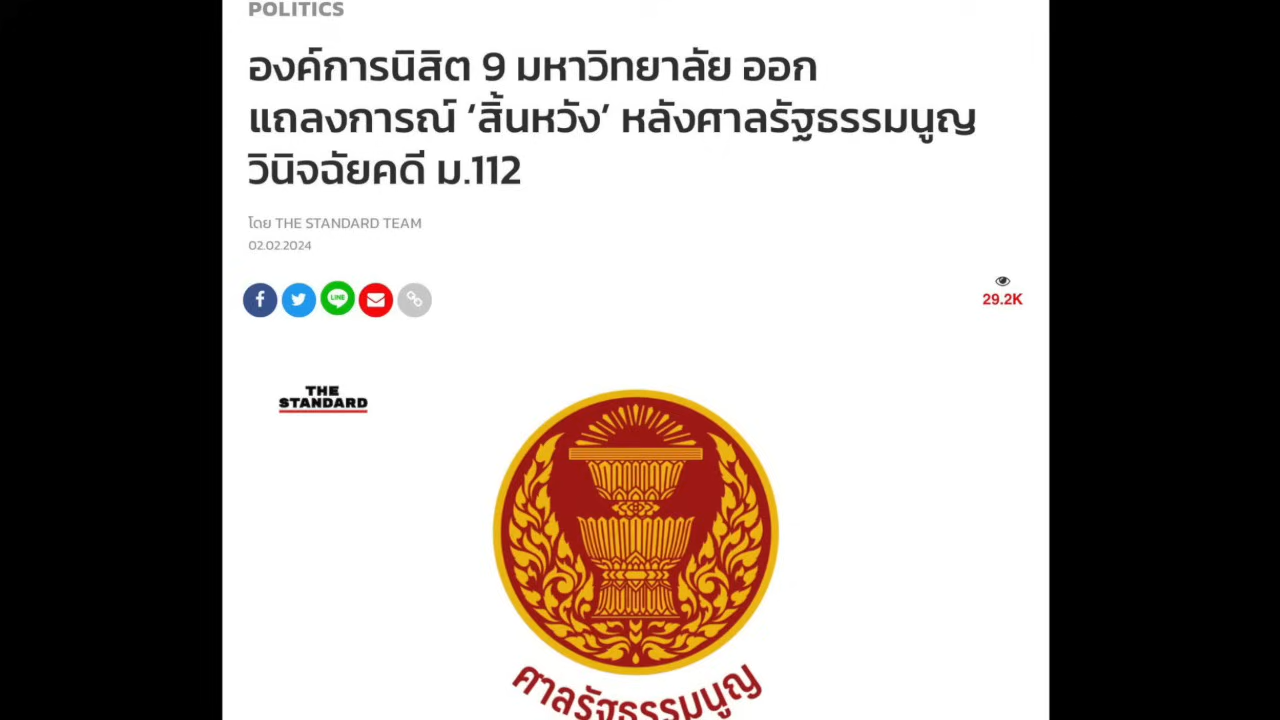 POLITICS
องค์การนิสิต 9 มหาวิทยาลัย ออก
แถลงการณ์ ‘สิ้นหวัง’ หลังศาลรัฐธรรมนูญ
วินิจฉัยคดี ม.112
โดย THE STANDARD TEAM
02.02.2024
LINE
29.2K
THE
STANDARD
ศาลรัฐธรรมนูญ